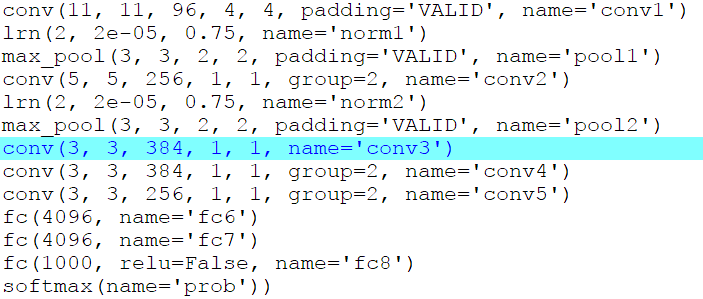 conv(11, 11, 96, 4, 4, padding='VALID', name='conv1')
lrn(2, 2e-05, 0.75, name='norm1')
max_pool(3, 3, 2, 2, padding='VALID', name='pool1')
conv(5, 5, 256, 1, 1, group=2, name='conv2')
lrn(2, 2e-05, 0.75, name='norm2')
max_pool(3, 3, 2, 2, padding='VALID', name='pool2')
conv(3, 3, 384, 1, 1, name='conv3')
conv(3, 3, 384, 1, 1, group=2, name='conv4')
conv(3, 3, 256, 1, 1, group=2, name='conv5')
fc(4096, name='fc6')
fc(4096, name='fc7')
fc(1000, relu=False, name='fc8')
softmax(name='prob'))